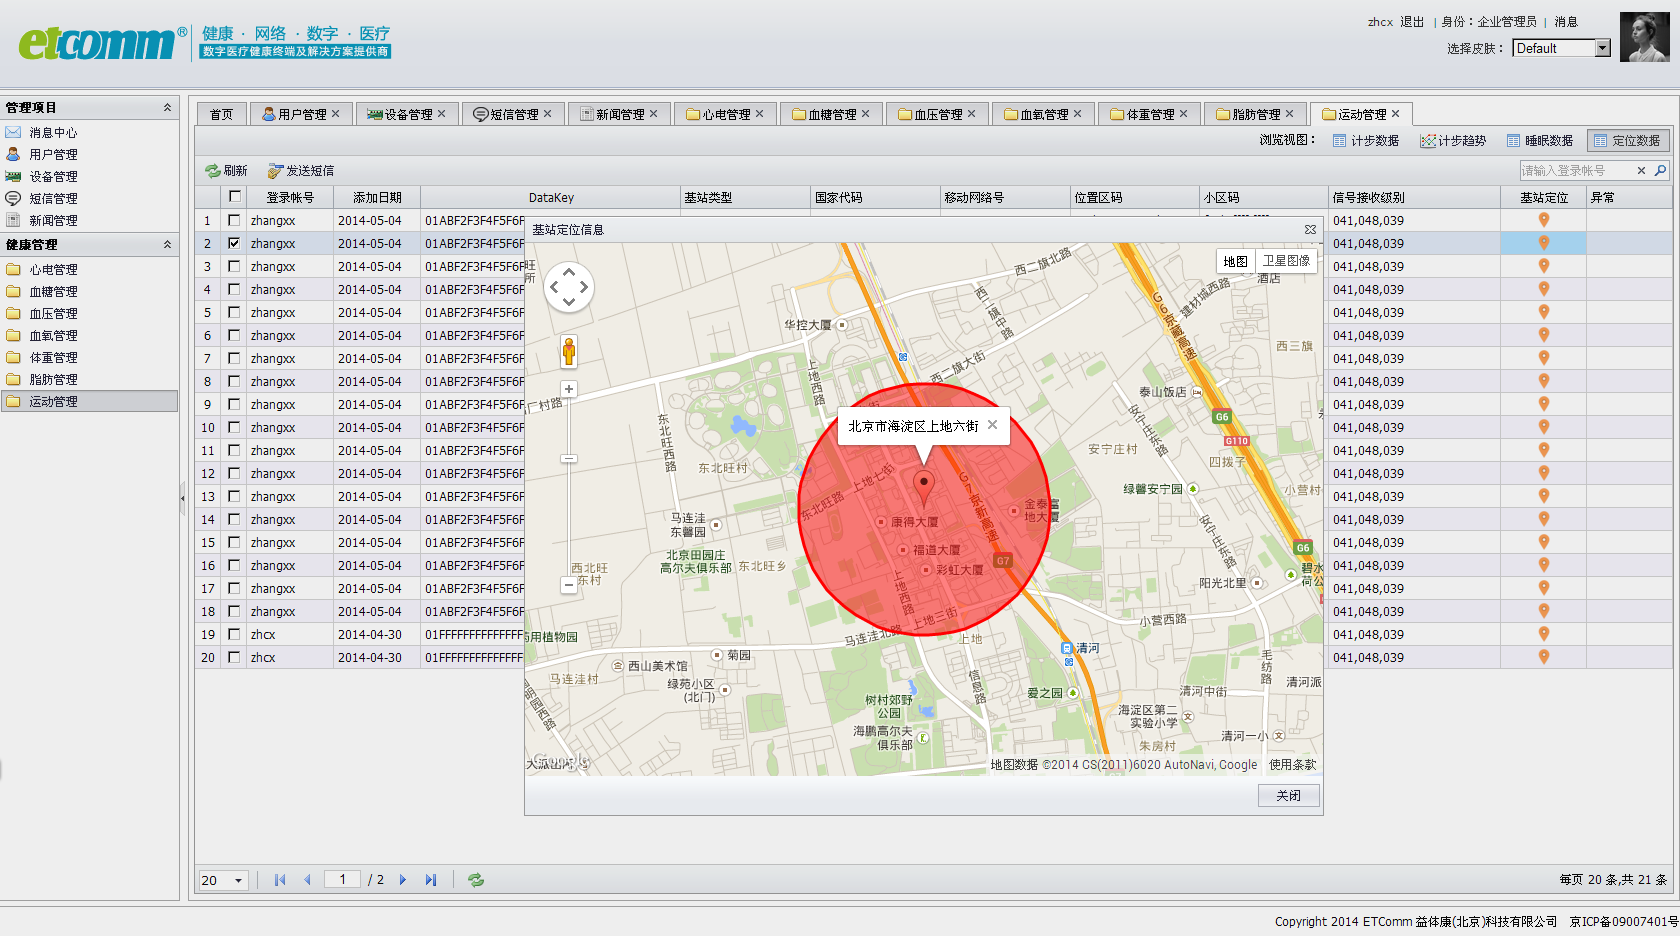 etcomm®
健康 · 网络 · 数字 · 医疗
数字医疗健康终端及解决方案提供商
zhcx 退出 | 身份：企业管理员 | 消息
选择皮肤： Default
管理项目
消息中心
用户管理
设备管理
短信管理
新闻管理
健康管理
心电管理
血糖管理
血压管理
血氧管理
体重管理
脂肪管理
运动管理
首页 用户管理 设备管理 短信管理 新闻管理 心电管理 血糖管理 血压管理 血氧管理 体重管理 脂肪管理 运动管理
浏览视图： 计步数据 计步趋势 睡眠数据 定位数据
刷新 发送短信 请输入登录帐号
登录帐号 添加日期 DataKey 基站类型 国家代码 移动网络号 位置区码 小区码 信号接收级别 基站定位 异常
1 zhangxx 2014-05-04 01ABF2F3F4F5F6F 041,048,039
2 zhangxx 2014-05-04 01ABF2F3F4F5F6F 041,048,039
3 zhangxx 2014-05-04 01ABF2F3F4F5F6F 041,048,039
4 zhangxx 2014-05-04 01ABF2F3F4F5F6F 041,048,039
5 zhangxx 2014-05-04 01ABF2F3F4F5F6F 041,048,039
6 zhangxx 2014-05-04 01ABF2F3F4F5F6F 041,048,039
7 zhangxx 2014-05-04 01ABF2F3F4F5F6F 041,048,039
8 zhangxx 2014-05-04 01ABF2F3F4F5F6F 041,048,039
9 zhangxx 2014-05-04 01ABF2F3F4F5F6F 041,048,039
10 zhangxx 2014-05-04 01ABF2F3F4F5F6F 041,048,039
11 zhangxx 2014-05-04 01ABF2F3F4F5F6F 041,048,039
12 zhangxx 2014-05-04 01ABF2F3F4F5F6F 041,048,039
13 zhangxx 2014-05-04 01ABF2F3F4F5F6F 041,048,039
14 zhangxx 2014-05-04 01ABF2F3F4F5F6F 041,048,039
15 zhangxx 2014-05-04 01ABF2F3F4F5F6F 041,048,039
16 zhangxx 2014-05-04 01ABF2F3F4F5F6F 041,048,039
17 zhangxx 2014-05-04 01ABF2F3F4F5F6F 041,048,039
18 zhangxx 2014-05-04 01ABF2F3F4F5F6F 041,048,039
19 zhcx 2014-04-30 01FFFFFFFFFFFFF 041,048,039
20 zhcx 2014-04-30 01FFFFFFFFFFFFF 041,048,039
基站定位信息
地图 卫星图像
西二旗北路
酒店
建材城西路
G6京藏高速
西二旗中路
华控大厦
西三旗
上地西路
西二旗大街
泰山饭店
厂村路
东北旺西路
G6
G110
北京市海淀区上地六街
安宁庄东路
安宁庄村
四拨子
东北旺村
上地七街
G7京新高速
绿馨安宁园
小营村
东北旺路
金泰富地大厦
马连洼东馨园
康得大厦
安宁庄东路
北京田园庄高尔夫俱乐部
福道大厦
G7
G6
西北旺东村
东北旺乡
彩虹大厦
上地西路
阳光北里
上地三街
小营西路
药用植物园
马连洼北路
上地
清河
菊园
西山美术馆
毛纺路
马连洼村
绿苑小区(北门)
信息路
清河中街
爱之园
树村郊野公园
海淀区第二实验小学
海鹏高尔夫俱乐部
清河一小
朱房村
Google
地图数据 ©2014 GS(2011)6020 AutoNavi, Google 使用条款
关闭
20 1 / 2
每页 20 条,共 21 条
Copyright 2014 ETComm 益体康(北京)科技有限公司 京ICP备09007401号